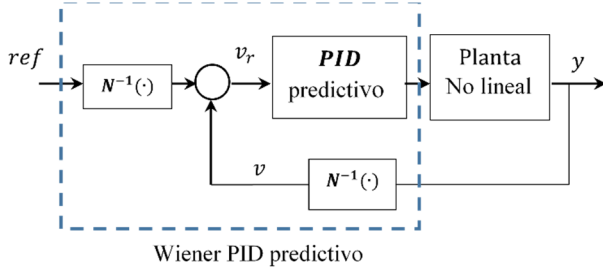 ref
N⁻¹(·)
v_r
PID
predictivo
Planta
No lineal
y
v
N⁻¹(·)
Wiener PID predictivo